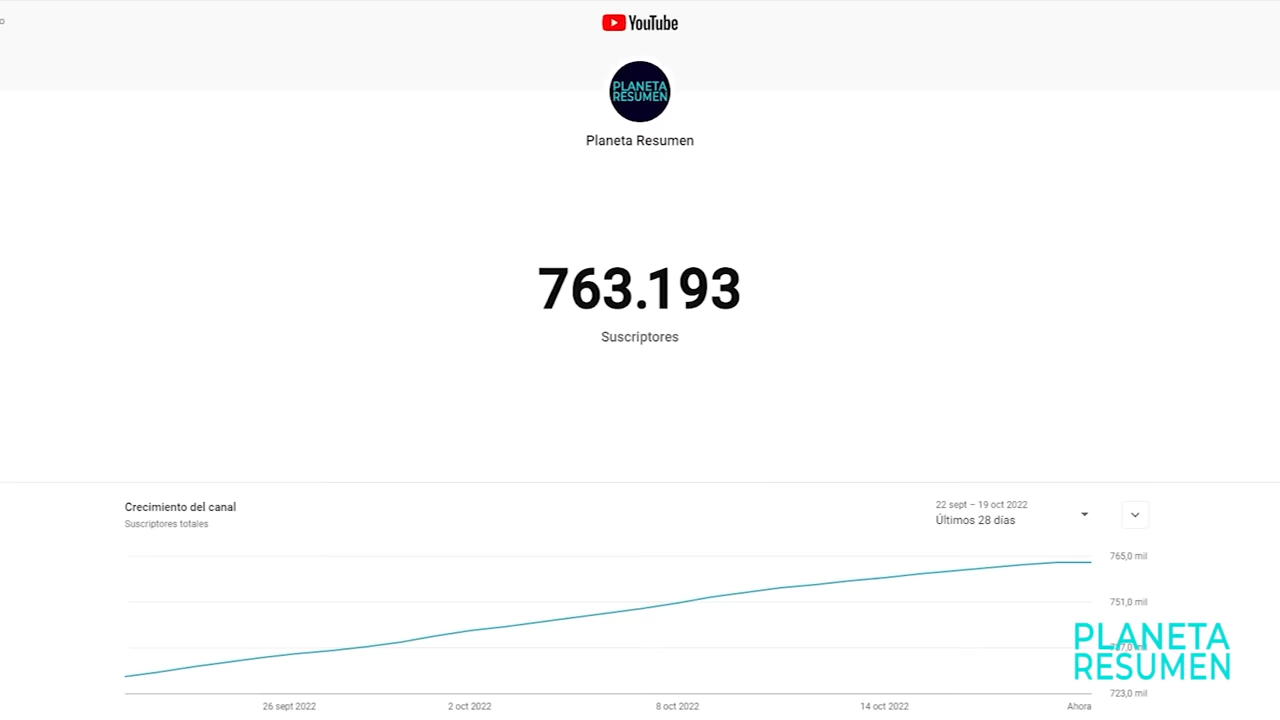 YouTube
PLANETA
RESUMEN
Planeta Resumen
763.193
Suscriptores
Crecimiento del canal
Suscriptores totales
22 sept – 19 oct 2022
Últimos 28 días
765,0 mil
751,0 mil
723,0 mil
26 sept 2022
2 oct 2022
8 oct 2022
14 oct 2022
Ahora
PLANETA
RESUMEN